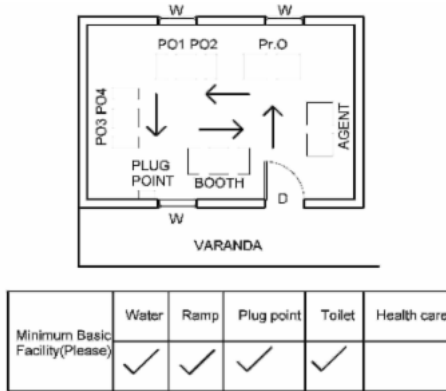 W W
PO1 PO2 Pr.O
PO3 PO4
AGENT
PLUG
POINT
BOOTH
D
W
VARANDA
Minimum Basic
Facility(Please)
Water Ramp Plug point Toilet Health care